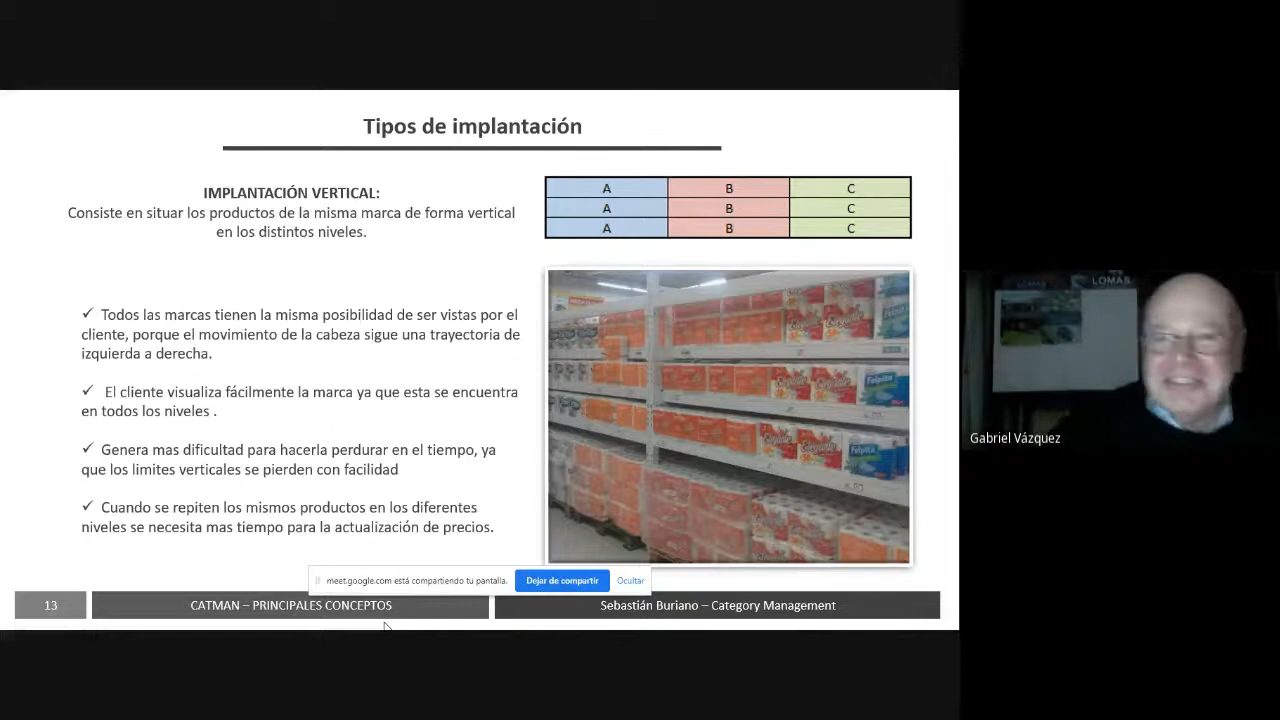 Tipos de implantación
IMPLANTACIÓN VERTICAL:
Consiste en situar los productos de la misma marca de forma vertical
en los distintos niveles.
A B C
A B C
A B C
✓ Todos las marcas tienen la misma posibilidad de ser vistas por el
cliente, porque el movimiento de la cabeza sigue una trayectoria de
izquierda a derecha.
✓ El cliente visualiza fácilmente la marca ya que esta se encuentra
en todos los niveles .
✓ Genera mas dificultad para hacerla perdurar en el tiempo, ya
que los limites verticales se pierden con facilidad
✓ Cuando se repiten los mismos productos en los diferentes
niveles se necesita mas tiempo para la actualización de precios.
Elegante
Felpita
Elegante
Felpita
meet.google.com está compartiendo tu pantalla.
Dejar de compartir
Ocultar
13
CATMAN – PRINCIPALES CONCEPTOS
Sebastián Buriano – Category Management
LOMAS
Gabriel Vázquez